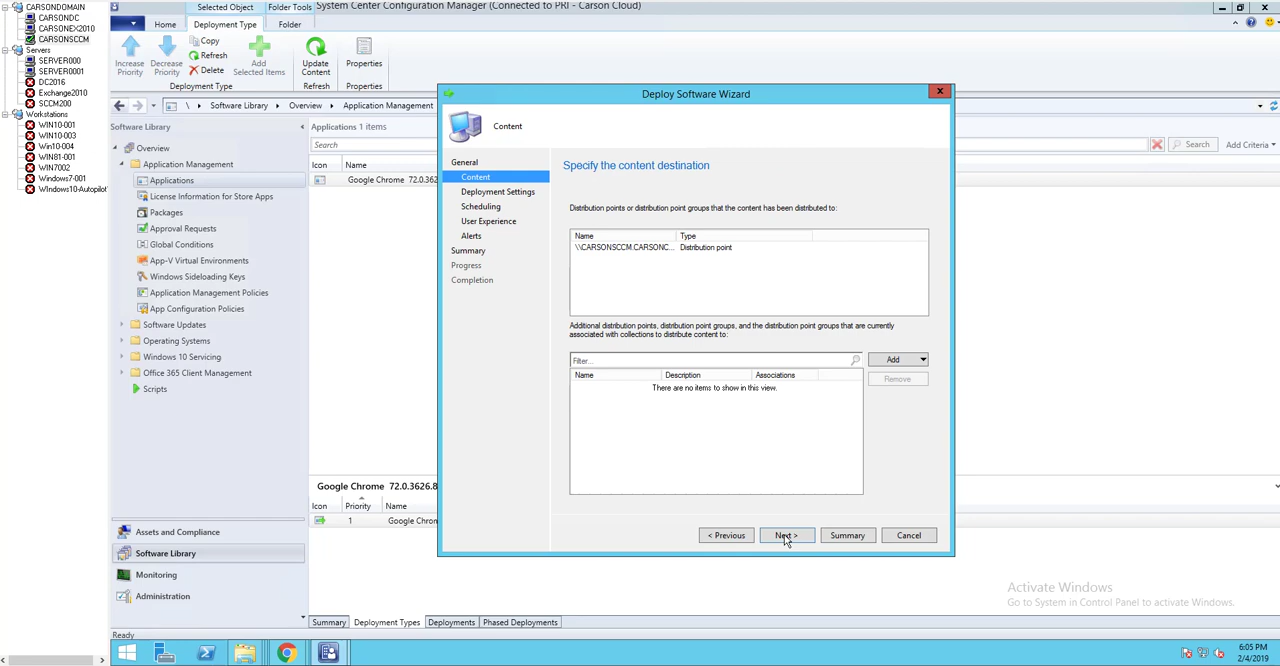 CARSONDOMAIN
CARSONDC
CARSONEX2010
CARSONSCCM
Servers
SERVER000
SERVER0001
DC2016
Exchange2010
SCCM200
Workstations
WIN10-001
WIN10-003
Win10-004
WIN81-001
WIN7002
Windows7-001
WIndows10-Autopilot
Selected Object
Folder Tools
System Center Configuration Manager (Connected to PRI - Carson Cloud)
Home
Deployment Type
Folder
Increase Priority
Decrease Priority
Copy
Refresh
Delete
Add Selected Items
Update Content
Properties
Deployment Type
Refresh
Properties
\
Software Library
Overview
Application Management
Software Library
Overview
Application Management
Applications
License Information for Store Apps
Packages
Approval Requests
Global Conditions
App-V Virtual Environments
Windows Sideloading Keys
Application Management Policies
App Configuration Policies
Software Updates
Operating Systems
Windows 10 Servicing
Office 365 Client Management
Scripts
Assets and Compliance
Software Library
Monitoring
Administration
Applications 1 items
Search
Search
Add Criteria
Icon Name
Google Chrome 72.0.362
Google Chrome 72.0.3626.8
Icon Priority Name
1 Google Chron
Summary
Deployment Types
Deployments
Phased Deployments
Deploy Software Wizard
Content
General
Content
Deployment Settings
Scheduling
User Experience
Alerts
Summary
Progress
Completion
Specify the content destination
Distribution points or distribution point groups that the content has been distributed to:
Name Type
\\CARSONSCCM.CARSONC... Distribution point
Additional distribution points, distribution point groups, and the distribution point groups that are currently
associated with collections to distribute content to:
Filter...
Add
Remove
Name Description Associations
There are no items to show in this view.
< Previous
Next >
Summary
Cancel
Activate Windows
Go to System in Control Panel to activate Windows.
Ready
6:05 PM
2/4/2019